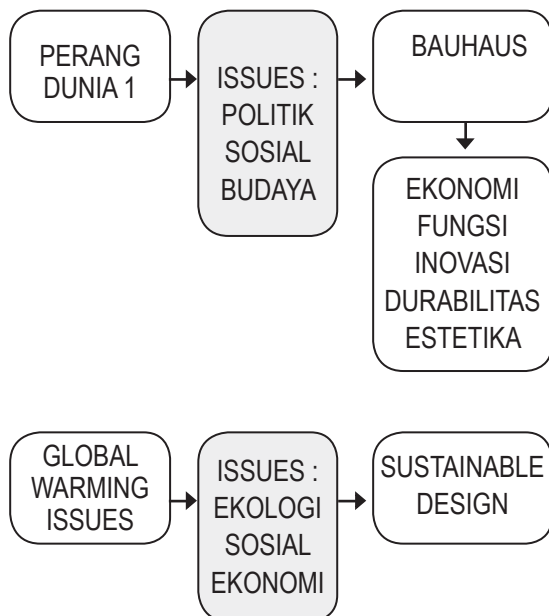 PERANG
DUNIA 1
ISSUES :
POLITIK
SOSIAL
BUDAYA
BAUHAUS
EKONOMI
FUNGSI
INOVASI
DURABILITAS
ESTETIKA
GLOBAL
WARMING
ISSUES
ISSUES :
EKOLOGI
SOSIAL
EKONOMI
SUSTAINABLE
DESIGN